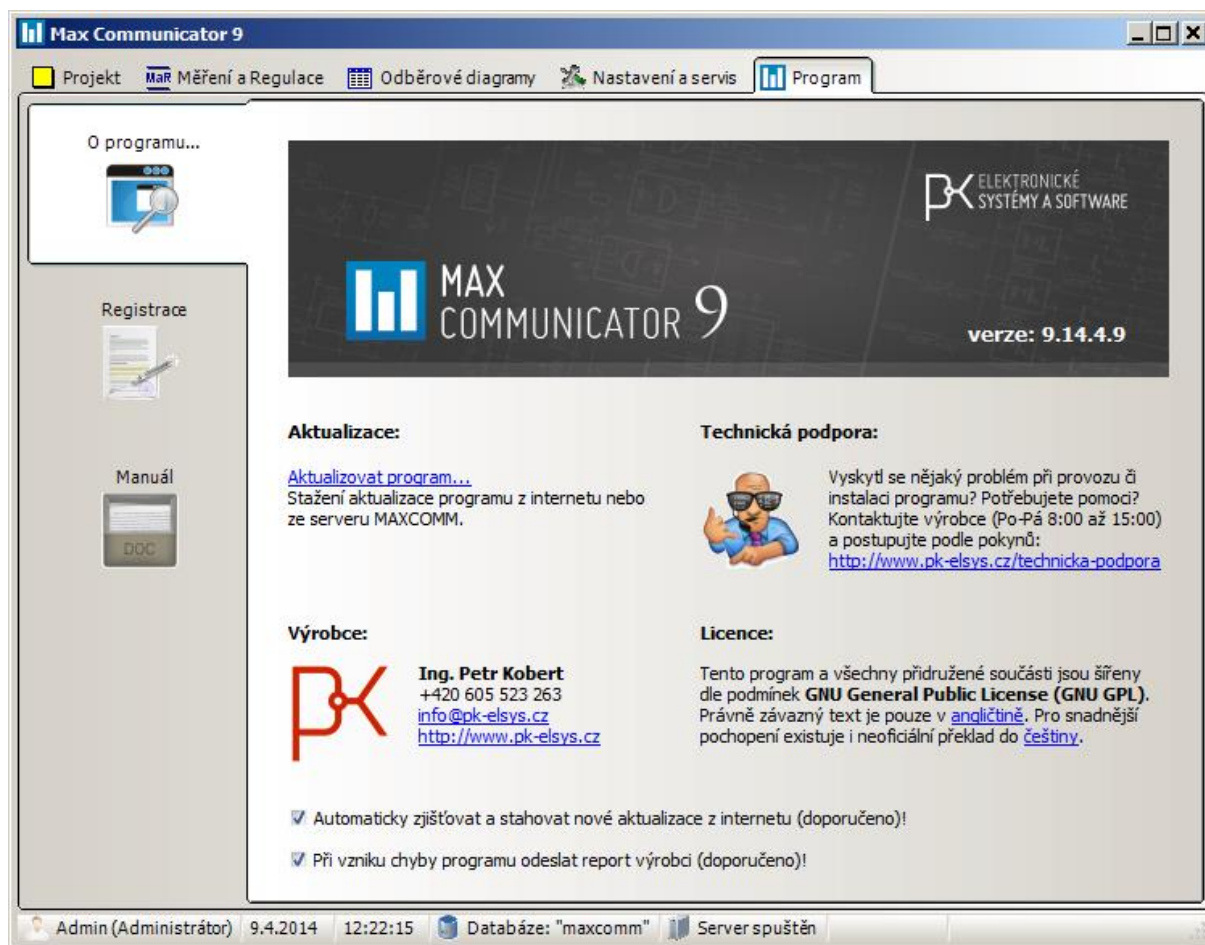 Max Communicator 9
Projekt MaR Měření a Regulace Odběrové diagramy Nastavení a servis Program
O programu...
Registrace
Manuál
DOC
PK ELEKTRONICKÉ
SYSTÉMY A SOFTWARE
MAX
COMMUNICATOR 9
verze: 9.14.4.9
Aktualizace:
Aktualizovat program...
Stažení aktualizace programu z internetu nebo
ze serveru MAXCOMM.
Technická podpora:
Vyskytl se nějaký problém při provozu či
instalaci programu? Potřebujete pomoci?
Kontaktujte výrobce (Po-Pá 8:00 až 15:00)
a postupujte podle pokynů:
http://www.pk-elsys.cz/technicka-podpora
Výrobce:
PK
Ing. Petr Kobert
+420 605 523 263
info@pk-elsys.cz
http://www.pk-elsys.cz
Licence:
Tento program a všechny přidružené součásti jsou šířeny
dle podmínek GNU General Public License (GNU GPL).
Právně závazný text je pouze v angličtině. Pro snadnější
pochopení existuje i neoficiální překlad do češtiny.
Automaticky zjišťovat a stahovat nové aktualizace z internetu (doporučeno)!
Při vzniku chyby programu odeslat report výrobci (doporučeno)!
Admin (Administrátor) 9.4.2014 12:22:15 Databáze: "maxcomm" Server spuštěn